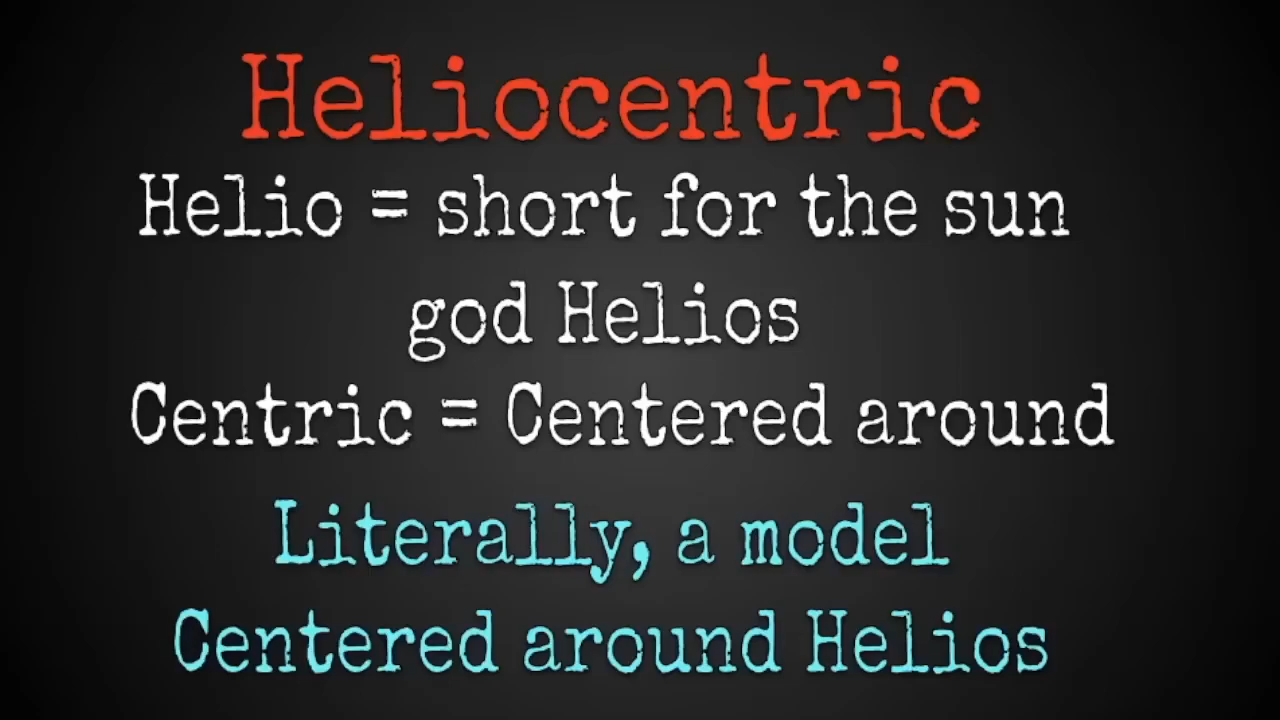 Heliocentric
Helio = short for the sun
god Helios
Centric = Centered around
Literally, a model
Centered around Helios